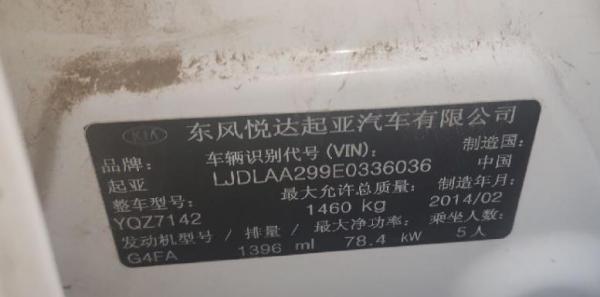 KIA 东风悦达起亚汽车有限公司
品牌: 车辆识别代号 (VIN): 制造国:
起亚 LJDLAA299E0336036 中国
整车型号: 最大允许总质量: 制造年月:
YQZ7142 1460 kg 2014/02
发动机型号 / 排量 / 最大净功率: 乘坐人数:
G4FA 1396 ml 78.4 kW 5人